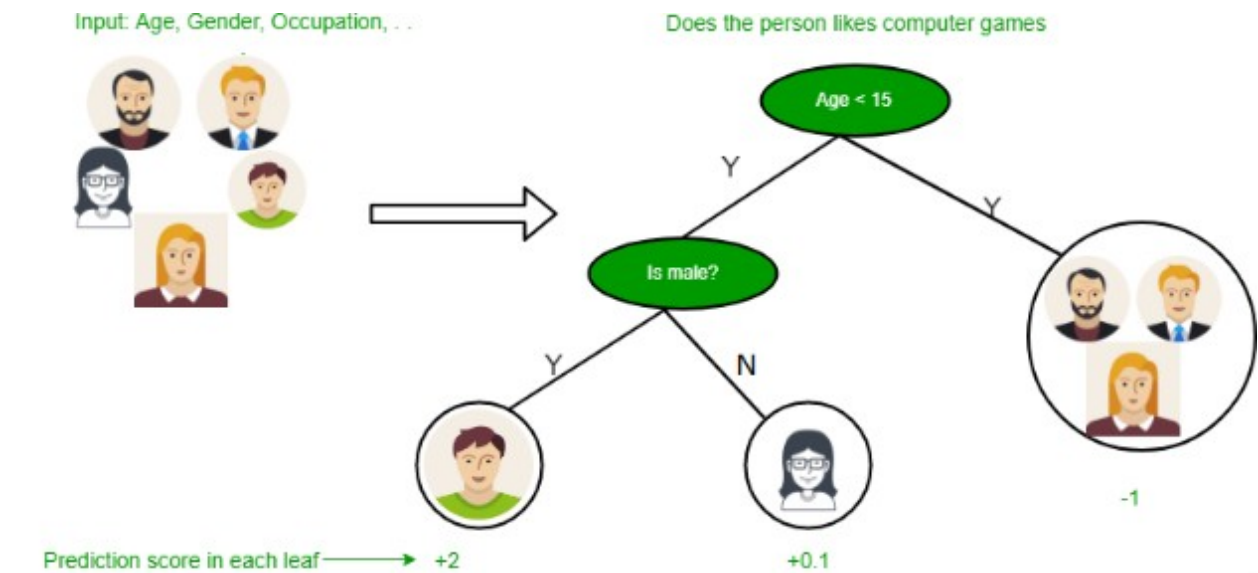 Input: Age, Gender, Occupation, . .
Does the person likes computer games
Age < 15
Y
Y
Is male?
Y
N
-1
Prediction score in each leaf
+2
+0.1